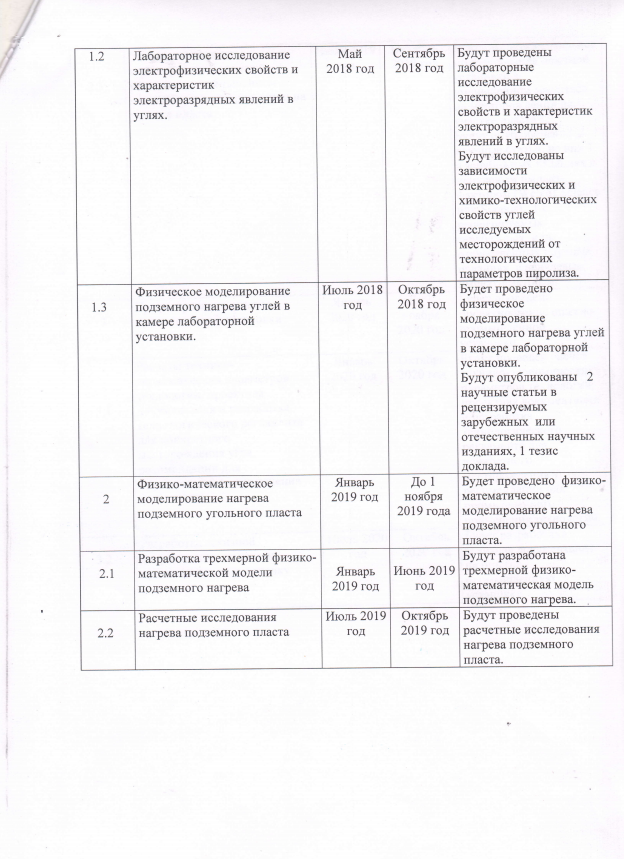 1.2
Лабораторное исследование
электрофизических свойств и
характеристик
электроразрядных явлений в
углях.
Май
2018 год
Сентябрь
2018 год
Будут проведены
лабораторные
исследование
электрофизических
свойств и характеристик
электроразрядных
явлений в углях.
Будут исследованы
зависимости
электрофизических и
химико-технологических
свойств углей
исследуемых
месторождений от
технологических
параметров пиролиза.
1.3
Физическое моделирование
подземного нагрева углей в
камере лабораторной
установки.
Июль 2018
год
Октябрь
2018 год
Будет проведено
физическое
моделирование
подземного нагрева углей
в камере лабораторной
установки.
Будут опубликованы 2
научные статьи в
рецензируемых
зарубежных или
отечественных научных
изданиях, 1 тезис
доклада.
2
Физико-математическое
моделирование нагрева
подземного угольного пласта
Январь
2019 год
До 1
ноября
2019 года
Будет проведено физико-
математическое
моделирование нагрева
подземного угольного
пласта.
2.1
Разработка трехмерной физико-
математической модели
подземного нагрева
Январь
2019 год
Июнь 2019
год
Будут разработана
трехмерной физико-
математическая модель
подземного нагрева.
2.2
Расчетные исследования
нагрева подземного пласта
Июль 2019
год
Октябрь
2019 год
Будут проведены
расчетные исследования
нагрева подземного
пласта.